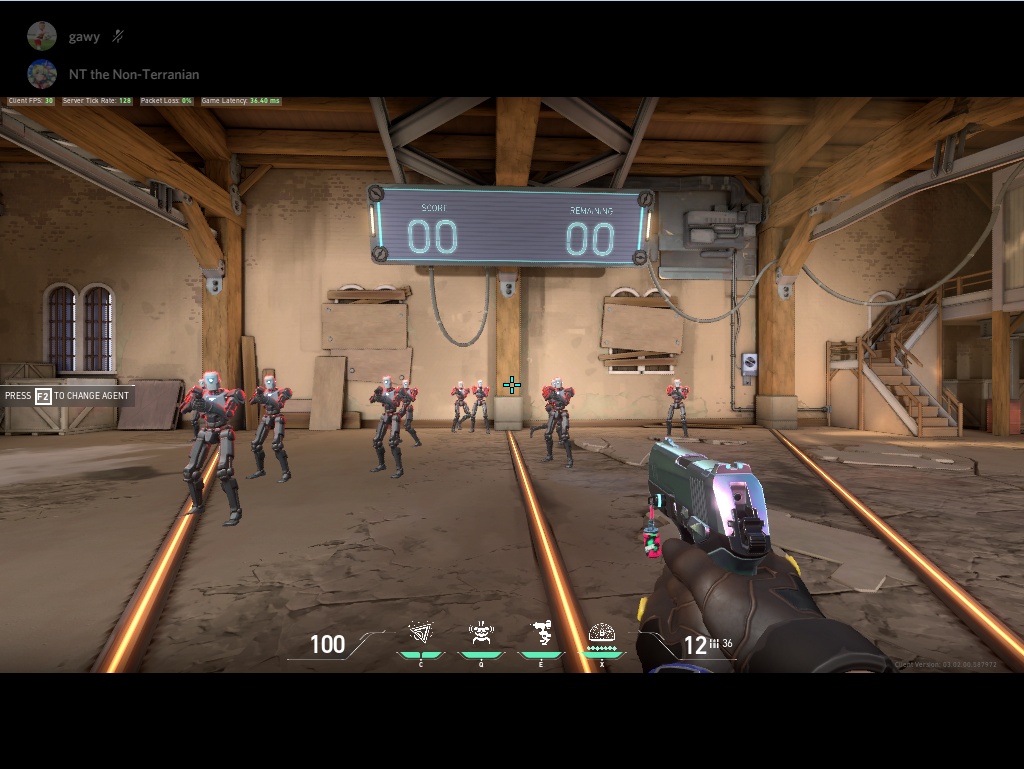 gawy
NT the Non-Terranian
Client FPS: 30 Server Tick Rate: 128 Packet Loss: 0% Game Latency: 36.40 ms
SCORE REMAINING
00 00
PRESS F2 TO CHANGE AGENT
100 12 36
C Q E X